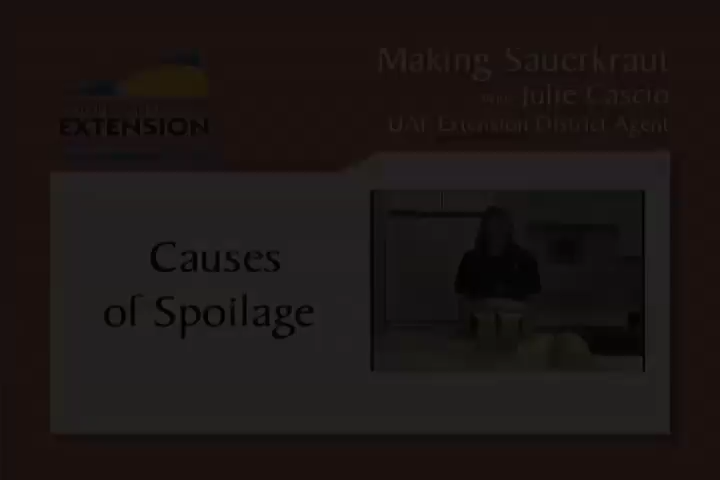 EXTENSION
Making Sauerkraut
with Julie Cascio
UAF Extension District Agent
Causes
of Spoilage